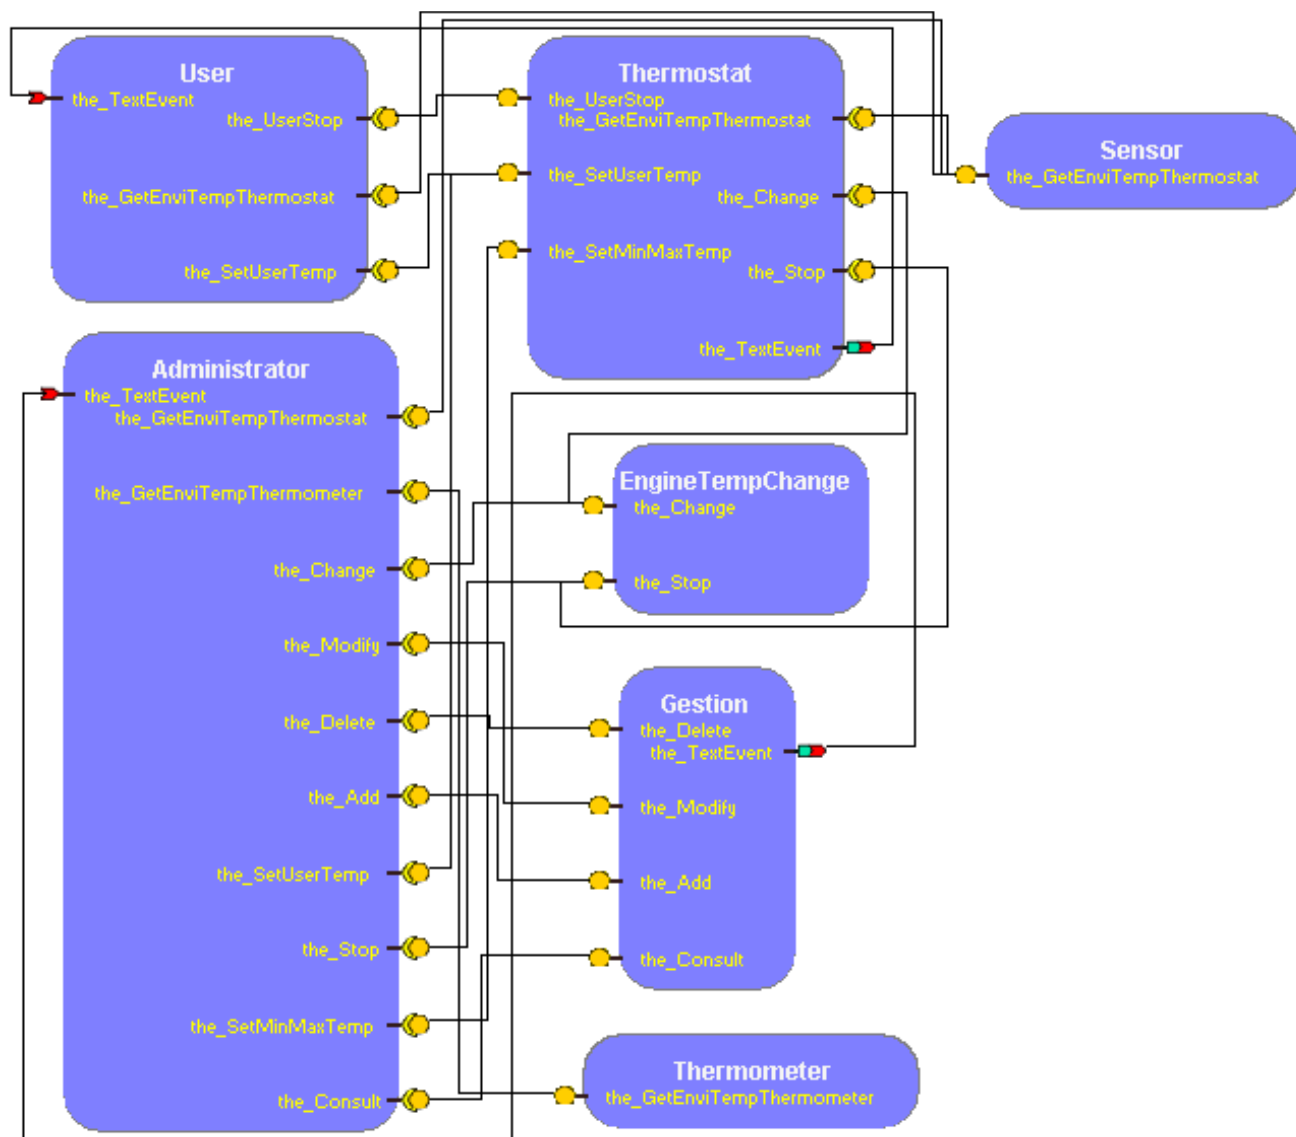 User
the_TextEvent
the_UserStop
the_GetEnviTempThermostat
the_SetUserTemp
Thermostat
the_UserStop
the_GetEnviTempThermostat
the_SetUserTemp
the_Change
the_SetMinMaxTemp
the_Stop
the_TextEvent
Sensor
the_GetEnviTempThermostat
Administrator
the_TextEvent
the_GetEnviTempThermostat
the_GetEnviTempThermometer
the_Change
the_Modify
the_Delete
the_Add
the_SetUserTemp
the_Stop
the_SetMinMaxTemp
the_Consult
EngineTempChange
the_Change
the_Stop
Gestion
the_Delete
the_TextEvent
the_Modify
the_Add
the_Consult
Thermometer
the_GetEnviTempThermometer